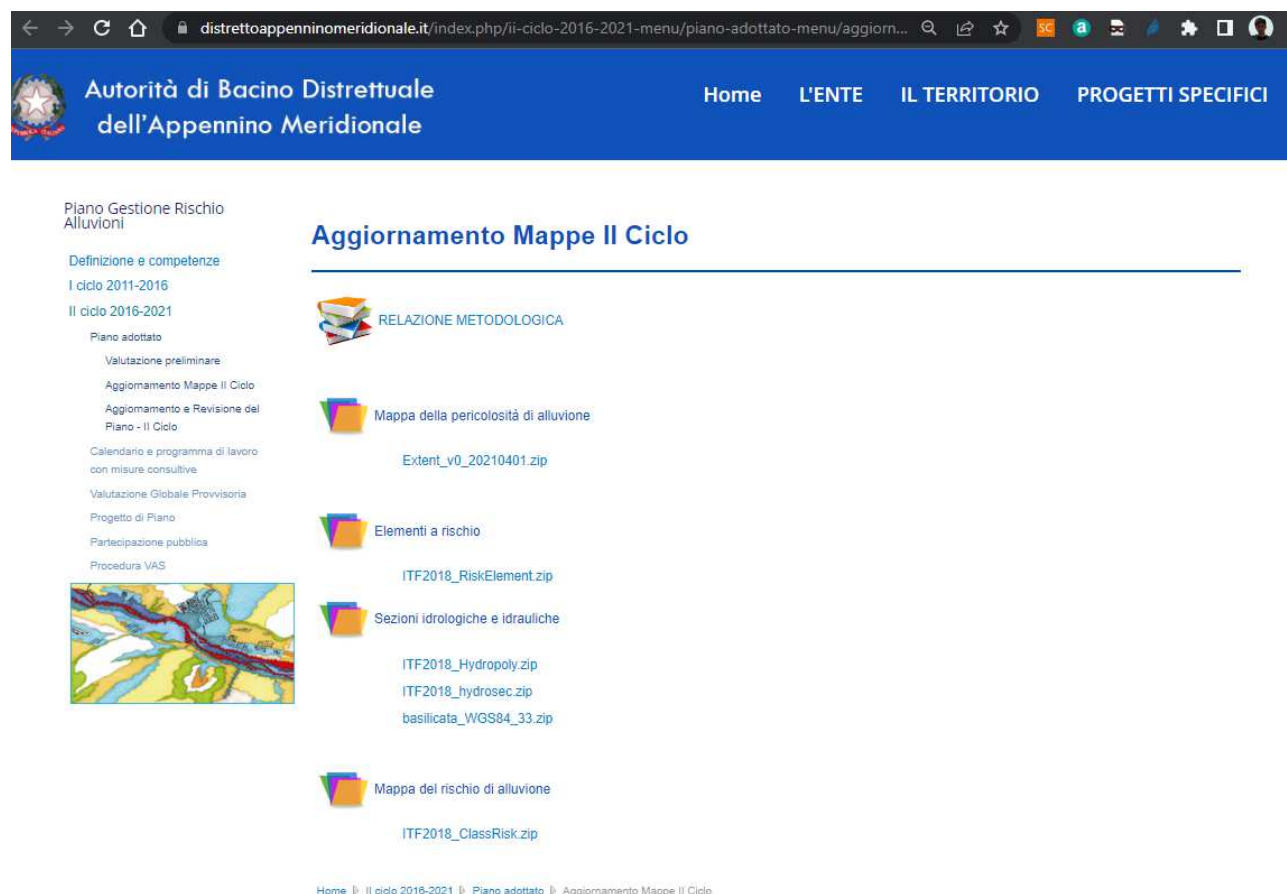 distrettoappenninomeridionale.it/index.php/ii-ciclo-2016-2021-menu/piano-adottato-menu/aggiorn...
SC
a
Autorità di Bacino Distrettuale
dell'Appennino Meridionale
Home
L'ENTE
IL TERRITORIO
PROGETTI SPECIFICI
Piano Gestione Rischio
Alluvioni
Definizione e competenze
I ciclo 2011-2016
II ciclo 2016-2021
Piano adottato
Valutazione preliminare
Aggiornamento Mappe II Ciclo
Aggiornamento e Revisione del
Piano - II Ciclo
Calendario e programma di lavoro
con misure consultive
Valutazione Globale Provvisoria
Progetto di Piano
Partecipazione pubblica
Procedura VAS
Aggiornamento Mappe II Ciclo
RELAZIONE METODOLOGICA
Mappa della pericolosità di alluvione
Extent_v0_20210401.zip
Elementi a rischio
ITF2018_RiskElement.zip
Sezioni idrologiche e idrauliche
ITF2018_Hydropoly.zip
ITF2018_hydrosec.zip
basilicata_WGS84_33.zip
Mappa del rischio di alluvione
ITF2018_ClassRisk.zip
Home
II ciclo 2016-2021
Piano adottato
Aggiornamento Mappe II Ciclo